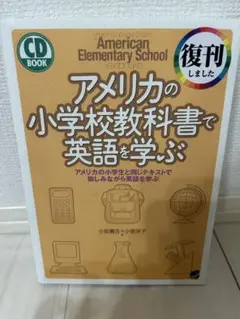 CD
BOOK
American
Elementary School
復刊
しました
アメリカの
小学校教科書で
英語を学ぶ
アメリカの小学生と同じテキストで
楽しみながら英語を学ぶ